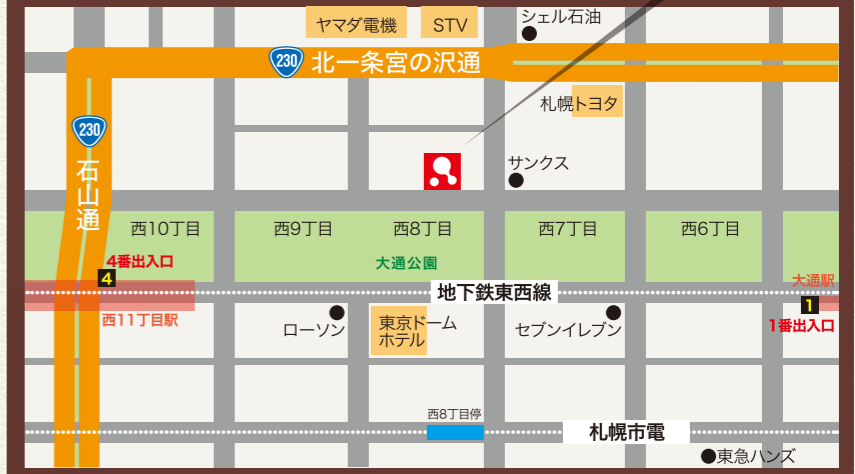 シェル石油
ヤマダ電機
STV
230
北一条宮の沢通
札幌トヨタ
230
石山通
サンクス
西10丁目
西9丁目
西8丁目
西7丁目
西6丁目
4番出入口
4
大通公園
大通駅
地下鉄東西線
1
西11丁目駅
ローソン
東京ドーム
ホテル
セブンイレブン
1番出入口
西8丁目停
札幌市電
東急ハンズ